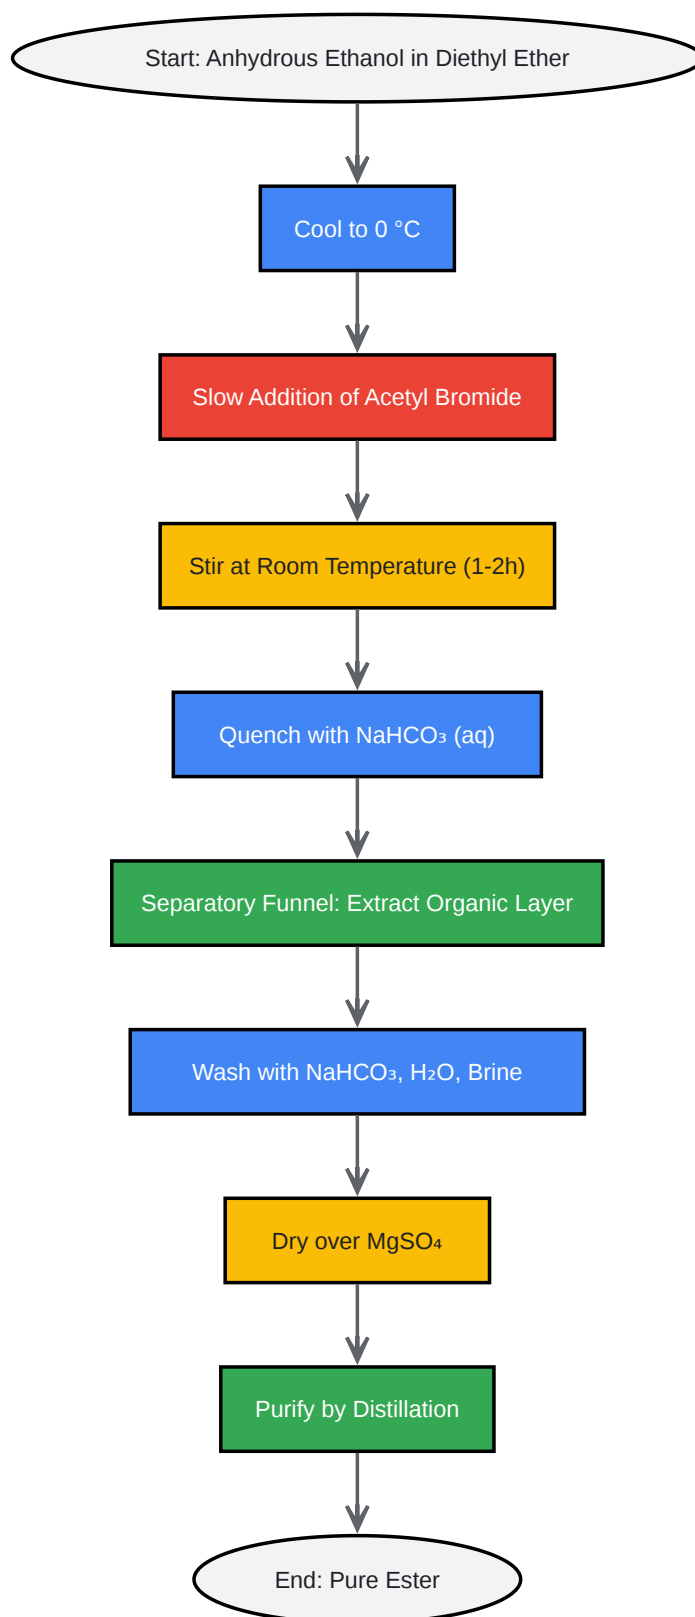 Start: Anhydrous Ethanol in Diethyl Ether
Cool to 0 °C
Slow Addition of Acetyl Bromide
Stir at Room Temperature (1-2h)
Quench with NaHCO₃ (aq)
Separatory Funnel: Extract Organic Layer
Wash with NaHCO₃, H₂O, Brine
Dry over MgSO₄
Purify by Distillation
End: Pure Ester